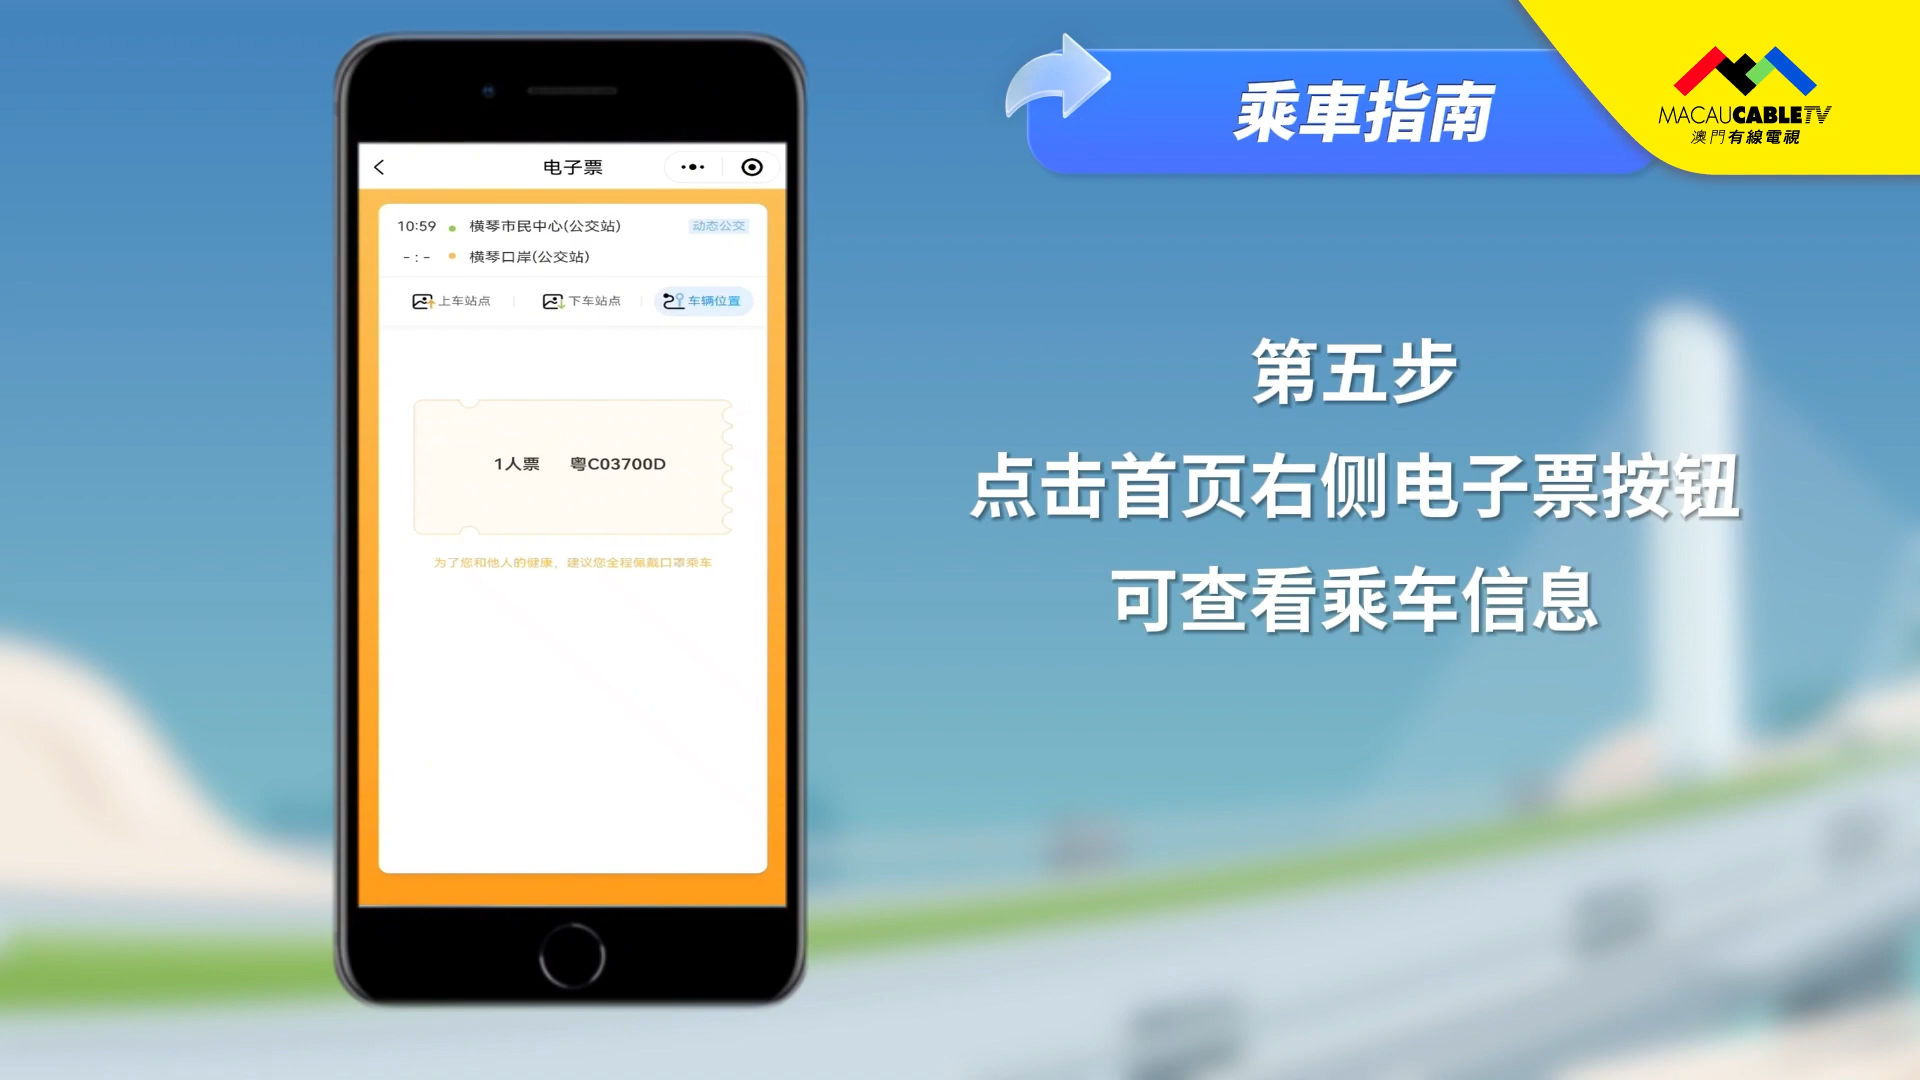 乘車指南
MACAUCABLETV
澳門有線電視
电子票
10:59 横琴市民中心(公交站) 动态公交
-:- 横琴口岸(公交站)
上车站点 下车站点 车辆位置
1人票 粤C03700D
为了您和他人的健康，建议您全程佩戴口罩乘车
第五步
点击首页右侧电子票按钮
可查看乘车信息